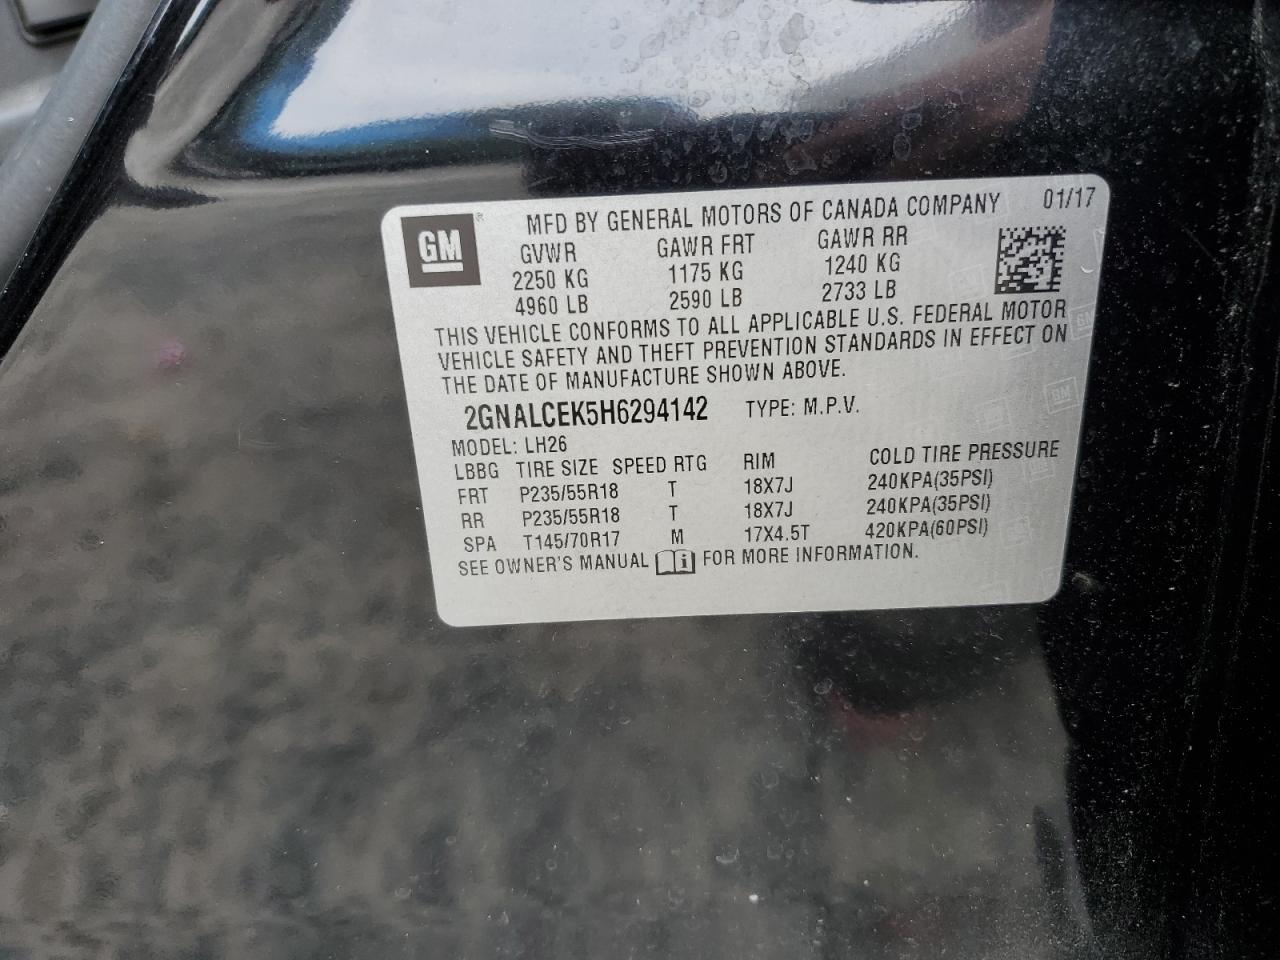 GM ® MFD BY GENERAL MOTORS OF CANADA COMPANY 01/17
GVWR GAWR FRT GAWR RR
2250 KG 1175 KG 1240 KG
4960 LB 2590 LB 2733 LB
THIS VEHICLE CONFORMS TO ALL APPLICABLE U.S. FEDERAL MOTOR
VEHICLE SAFETY AND THEFT PREVENTION STANDARDS IN EFFECT ON
THE DATE OF MANUFACTURE SHOWN ABOVE.
2GNALCEK5H6294142 TYPE: M.P.V.
MODEL: LH26
LBBG TIRE SIZE SPEED RTG RIM COLD TIRE PRESSURE
FRT P235/55R18 T 18X7J 240KPA(35PSI)
RR P235/55R18 T 18X7J 240KPA(35PSI)
SPA T145/70R17 M 17X4.5T 420KPA(60PSI)
SEE OWNER'S MANUAL i FOR MORE INFORMATION.